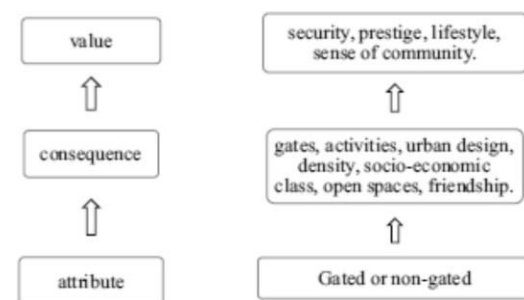 value
consequence
attribute
security, prestige, lifestyle,
sense of community.
gates, activities, urban design,
density, socio-economic
class, open spaces, friendship.
Gated or non-gated